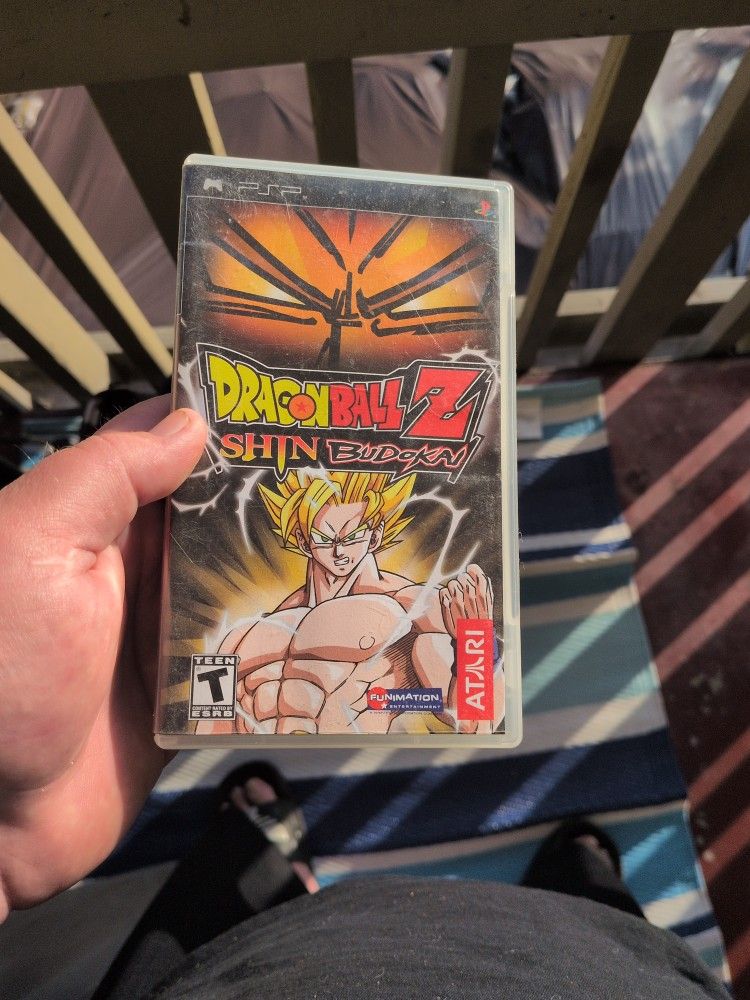 PSP
DRAGON BALL Z
SHIN BUDOKAI
TEEN
T
CONTENT RATED BY
ESRB
FUNIMATION
ENTERTAINMENT
ATARI